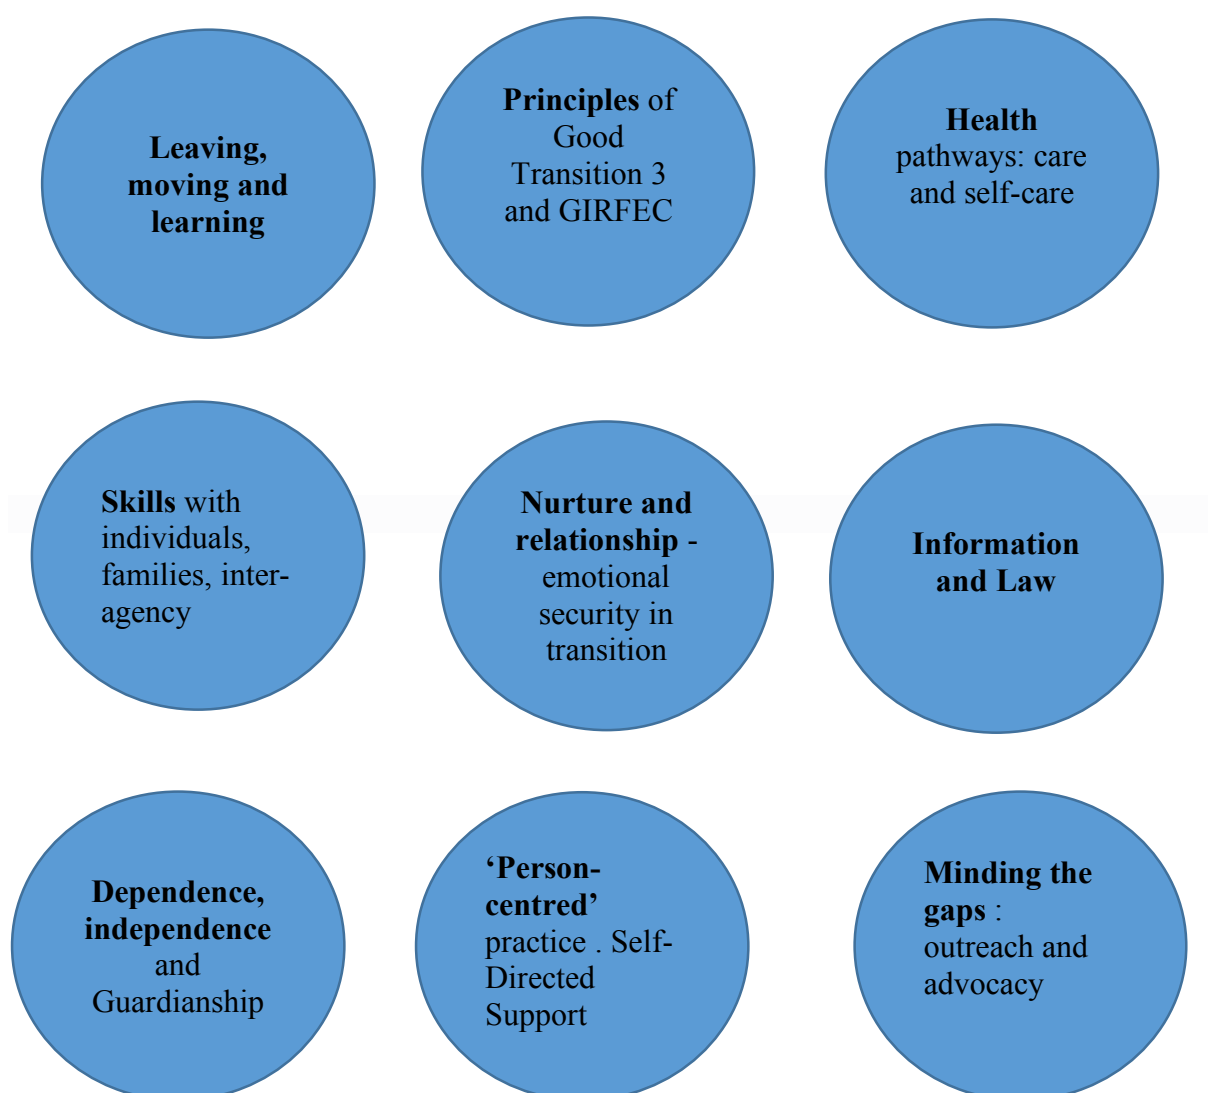 Leaving,
moving and
learning
Principles of
Good
Transition 3
and GIRFEC
Health
pathways: care
and self-care
Skills with
individuals,
families, inter-
agency
Nurture and
relationship -
emotional
security in
transition
Information
and Law
Dependence,
independence
and
Guardianship
‘Person-
centred’
practice . Self-
Directed
Support
Minding the
gaps :
outreach and
advocacy